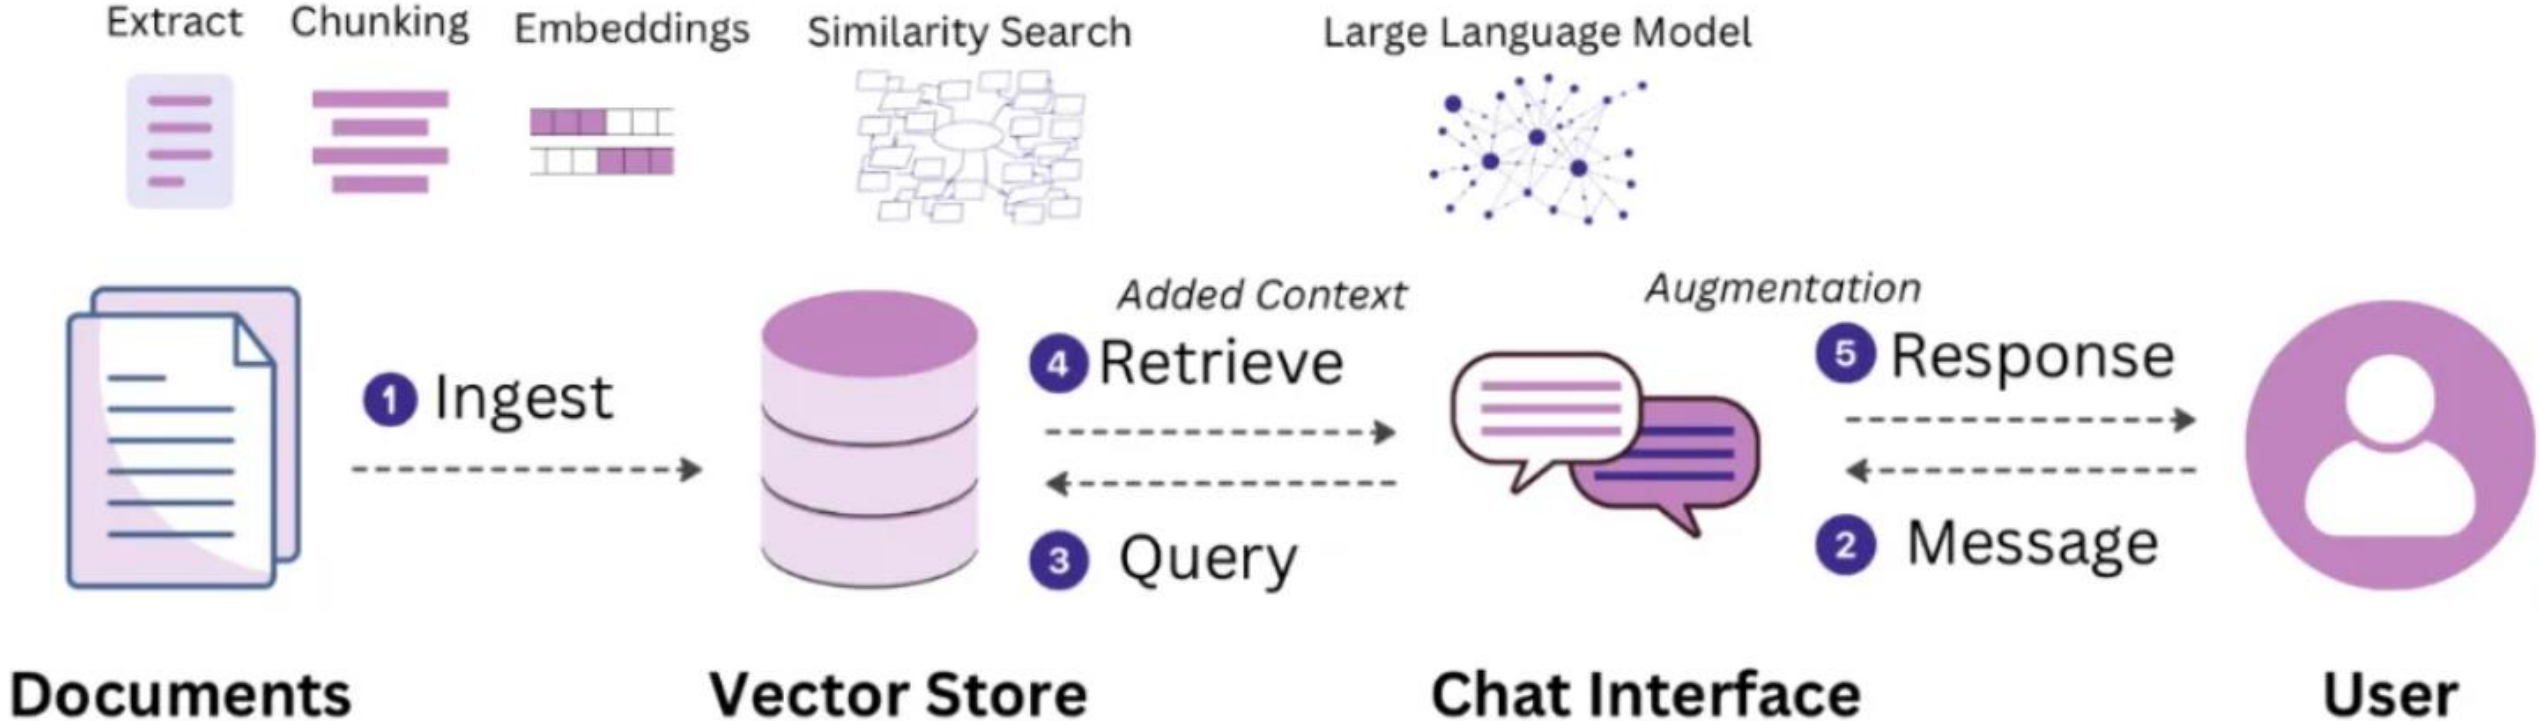 Extract
Chunking
Embeddings
Similarity Search
Large Language Model
Added Context
Augmentation
1 Ingest
4 Retrieve
5 Response
3 Query
2 Message
Documents
Vector Store
Chat Interface
User